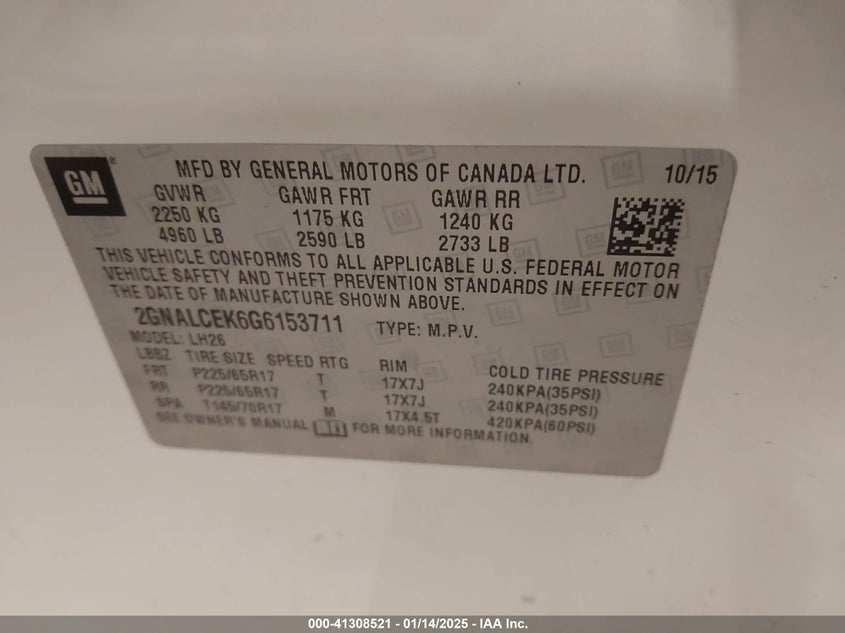 GM ® MFD BY GENERAL MOTORS OF CANADA LTD. 10/15
GVWR GAWR FRT GAWR RR
2250 KG 1175 KG 1240 KG
4960 LB 2590 LB 2733 LB
THIS VEHICLE CONFORMS TO ALL APPLICABLE U.S. FEDERAL MOTOR
VEHICLE SAFETY AND THEFT PREVENTION STANDARDS IN EFFECT ON
THE DATE OF MANUFACTURE SHOWN ABOVE.
2GNALCEK6G6153711 TYPE: M.P.V.
MODEL: LH26
LBBZ TIRE SIZE SPEED RTG RIM COLD TIRE PRESSURE
FRT P225/65R17 T 17X7J 240KPA(35PSI)
RR P225/65R17 T 17X7J 240KPA(35PSI)
SPA T145/70R17 M 17X4.5T 420KPA(60PSI)
SEE OWNER'S MANUAL FOR MORE INFORMATION.
000-41308521 - 01/14/2025 - IAA Inc.